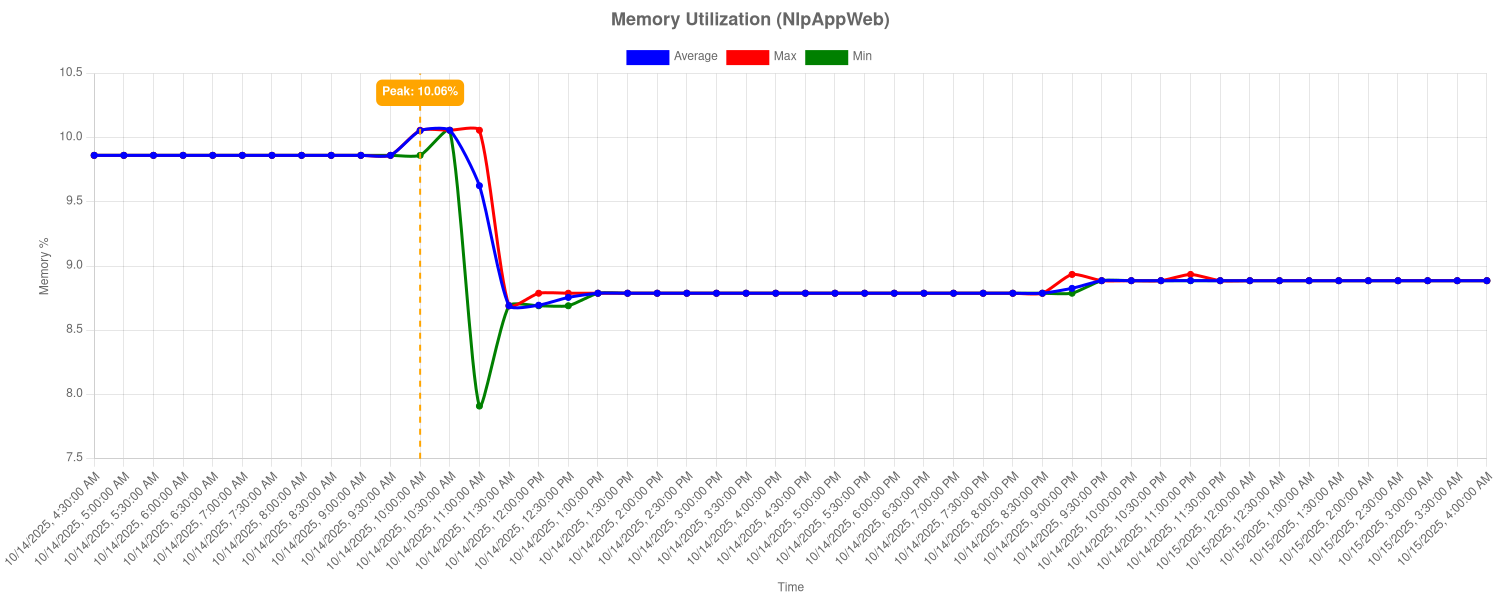 Memory Utilization (NlpAppWeb)
Average Max Min
Peak: 10.06%
10.5
10.0
9.5
9.0
8.5
8.0
7.5
Memory %
10/14/2025, 4:30:00 AM
10/14/2025, 5:00:00 AM
10/14/2025, 5:30:00 AM
10/14/2025, 6:00:00 AM
10/14/2025, 6:30:00 AM
10/14/2025, 7:00:00 AM
10/14/2025, 7:30:00 AM
10/14/2025, 8:00:00 AM
10/14/2025, 8:30:00 AM
10/14/2025, 9:00:00 AM
10/14/2025, 9:30:00 AM
10/14/2025, 10:00:00 AM
10/14/2025, 10:30:00 AM
10/14/2025, 11:00:00 AM
10/14/2025, 11:30:00 AM
10/14/2025, 12:00:00 PM
10/14/2025, 12:30:00 PM
10/14/2025, 1:00:00 PM
10/14/2025, 1:30:00 PM
10/14/2025, 2:00:00 PM
10/14/2025, 2:30:00 PM
10/14/2025, 3:00:00 PM
10/14/2025, 3:30:00 PM
10/14/2025, 4:00:00 PM
10/14/2025, 4:30:00 PM
10/14/2025, 5:00:00 PM
10/14/2025, 5:30:00 PM
10/14/2025, 6:00:00 PM
10/14/2025, 6:30:00 PM
10/14/2025, 7:00:00 PM
10/14/2025, 7:30:00 PM
10/14/2025, 8:00:00 PM
10/14/2025, 8:30:00 PM
10/14/2025, 9:00:00 PM
10/14/2025, 9:30:00 PM
10/14/2025, 10:00:00 PM
10/14/2025, 10:30:00 PM
10/14/2025, 11:00:00 PM
10/14/2025, 11:30:00 PM
10/15/2025, 12:00:00 AM
10/15/2025, 12:30:00 AM
10/15/2025, 1:00:00 AM
10/15/2025, 1:30:00 AM
10/15/2025, 2:00:00 AM
10/15/2025, 2:30:00 AM
10/15/2025, 3:00:00 AM
10/15/2025, 3:30:00 AM
10/15/2025, 4:00:00 AM
Time